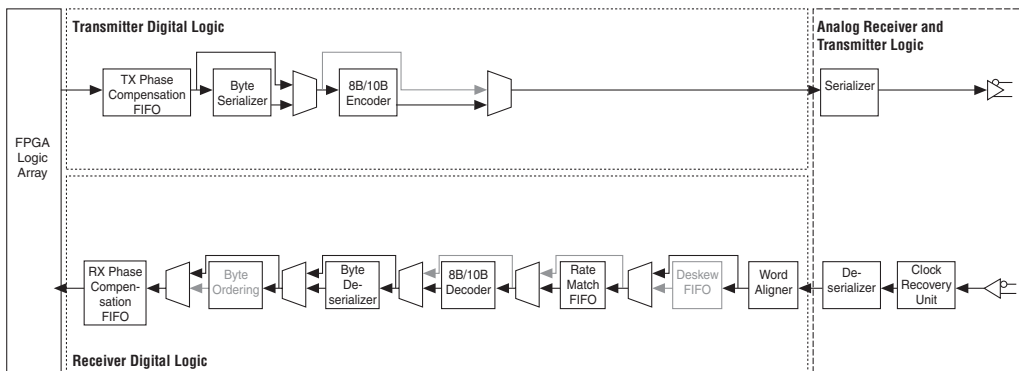 Transmitter Digital Logic
Analog Receiver and
Transmitter Logic
TX Phase
Compensation
FIFO
Byte
Serializer
8B/10B
Encoder
Serializer
FPGA
Logic
Array
RX Phase
Compen-
sation
FIFO
Byte
Ordering
Byte
De-
serializer
8B/10B
Decoder
Rate
Match
FIFO
Deskew
FIFO
Word
Aligner
De-
serializer
Clock
Recovery
Unit
Receiver Digital Logic